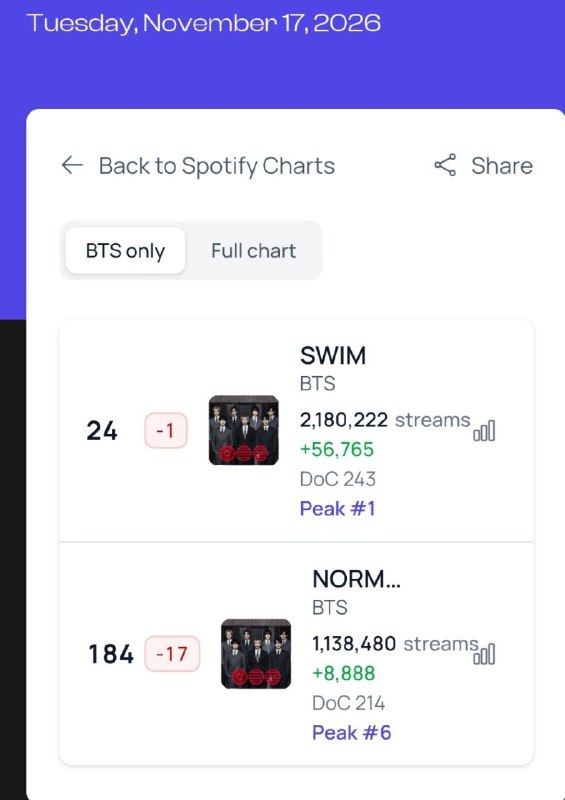 Tuesday, November 17, 2026
Back to Spotify Charts
Share
BTS only
Full chart
24
-1
SWIM
BTS
2,180,222 streams
+56,765
DoC 243
Peak #1
184
-17
NORM...
BTS
1,138,480 streams
+8,888
DoC 214
Peak #6